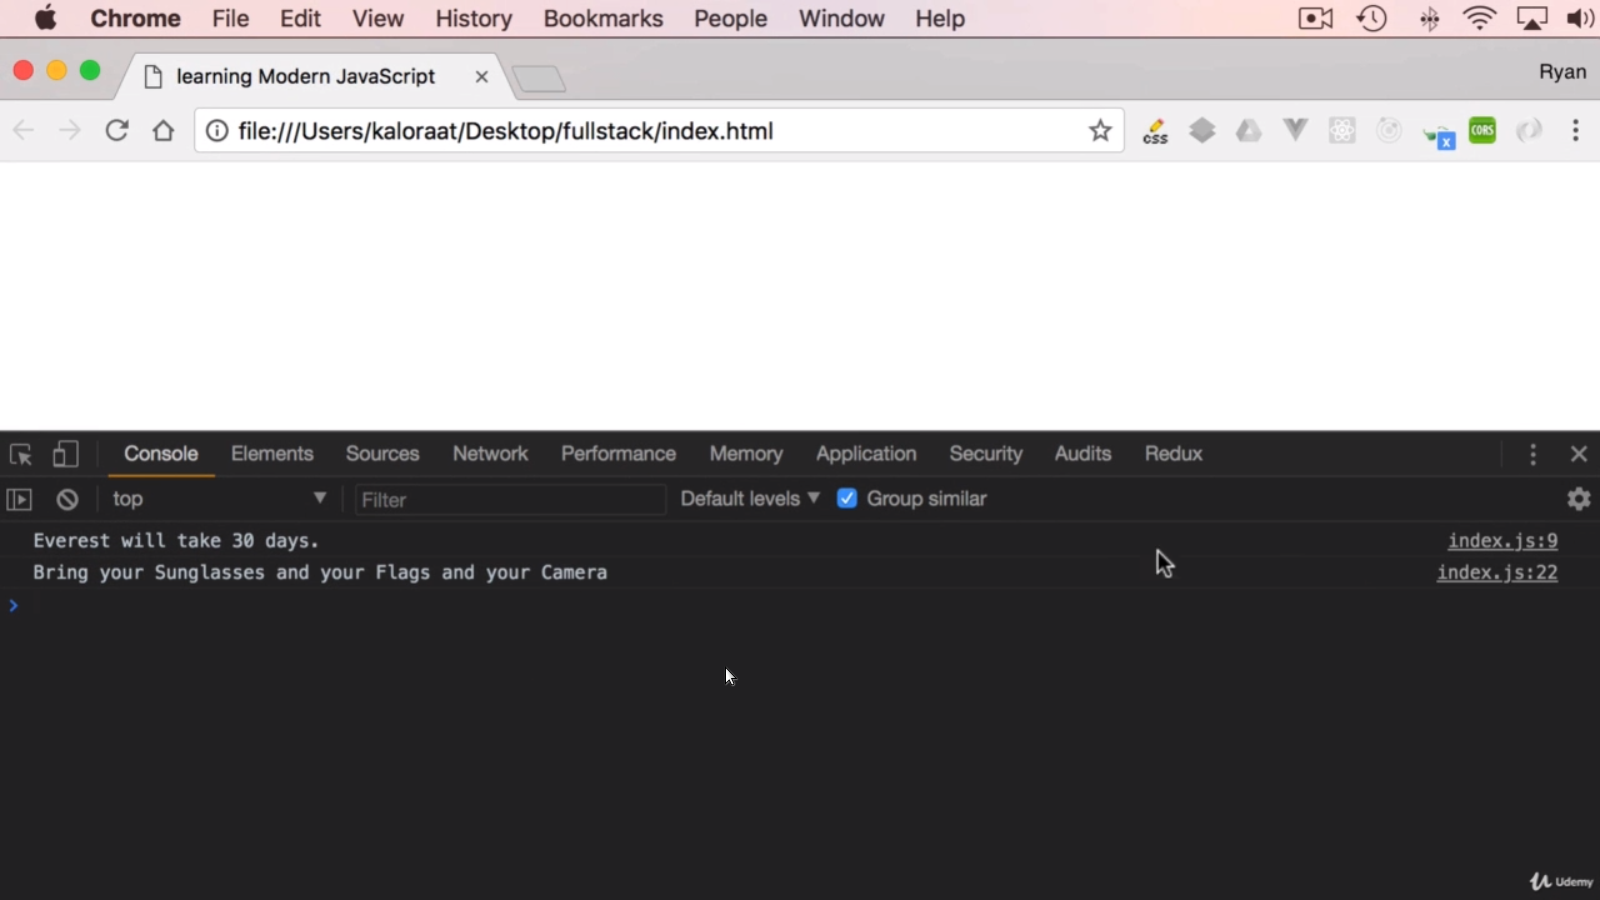 Chrome File Edit View History Bookmarks People Window Help
learning Modern JavaScript
Ryan
file:///Users/kaloraat/Desktop/fullstack/index.html
css
x
CORS
Console Elements Sources Network Performance Memory Application Security Audits Redux
top Filter Default levels Group similar
Everest will take 30 days. index.js:9
Bring your Sunglasses and your Flags and your Camera index.js:22
Udemy